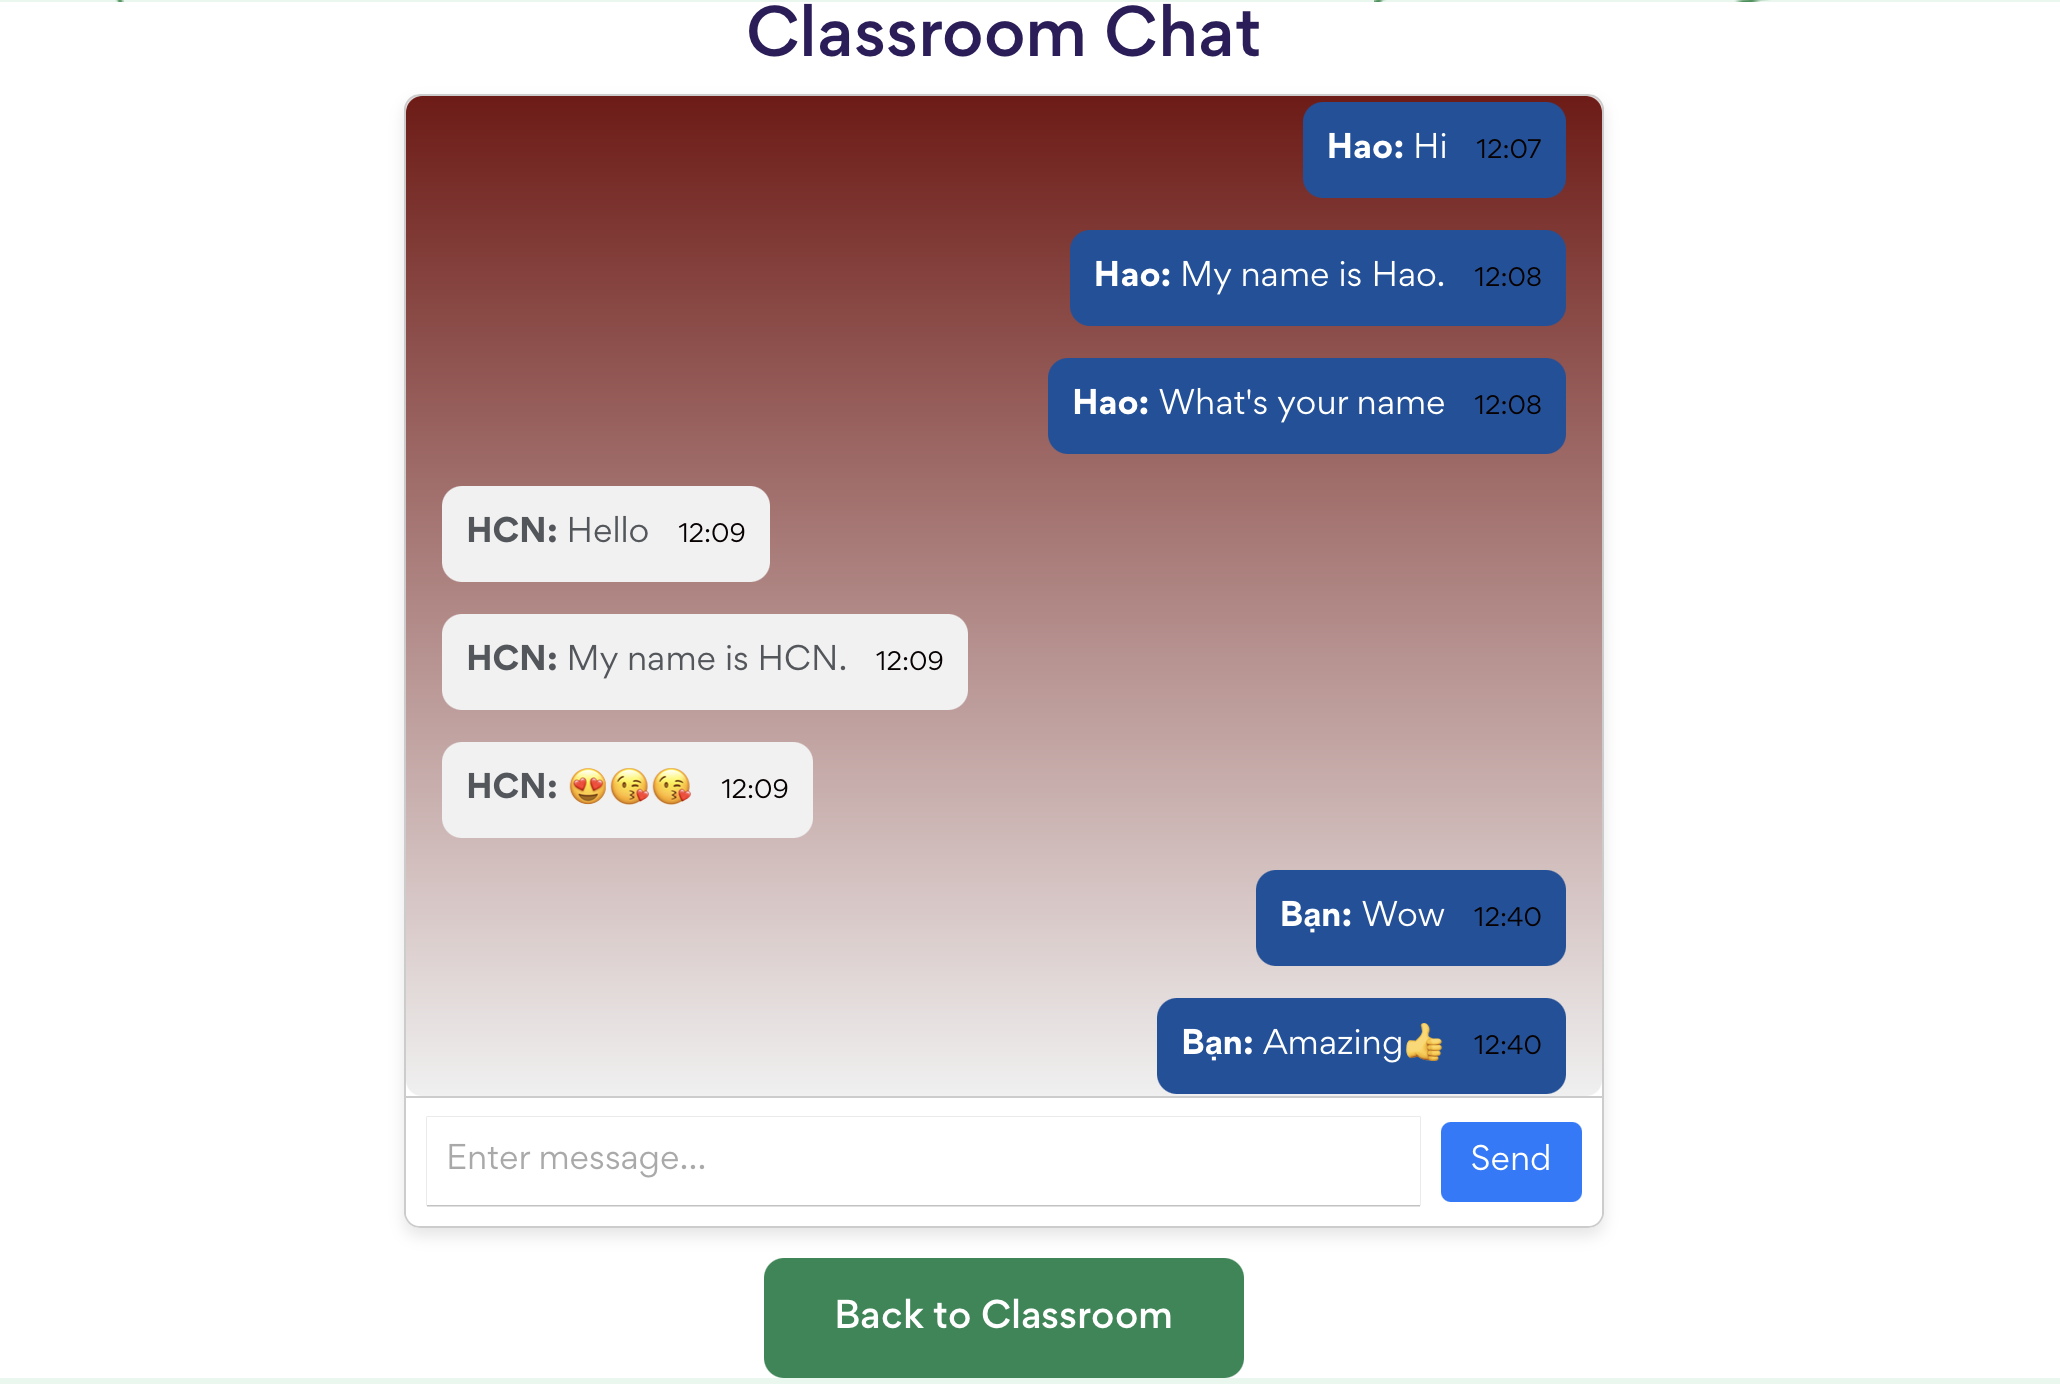 Classroom Chat
Hao: Hi 12:07
Hao: My name is Hao. 12:08
Hao: What's your name 12:08
HCN: Hello 12:09
HCN: My name is HCN. 12:09
HCN: 😍😘😘 12:09
Bạn: Wow 12:40
Bạn: Amazing👍 12:40
Enter message...
Send
Back to Classroom